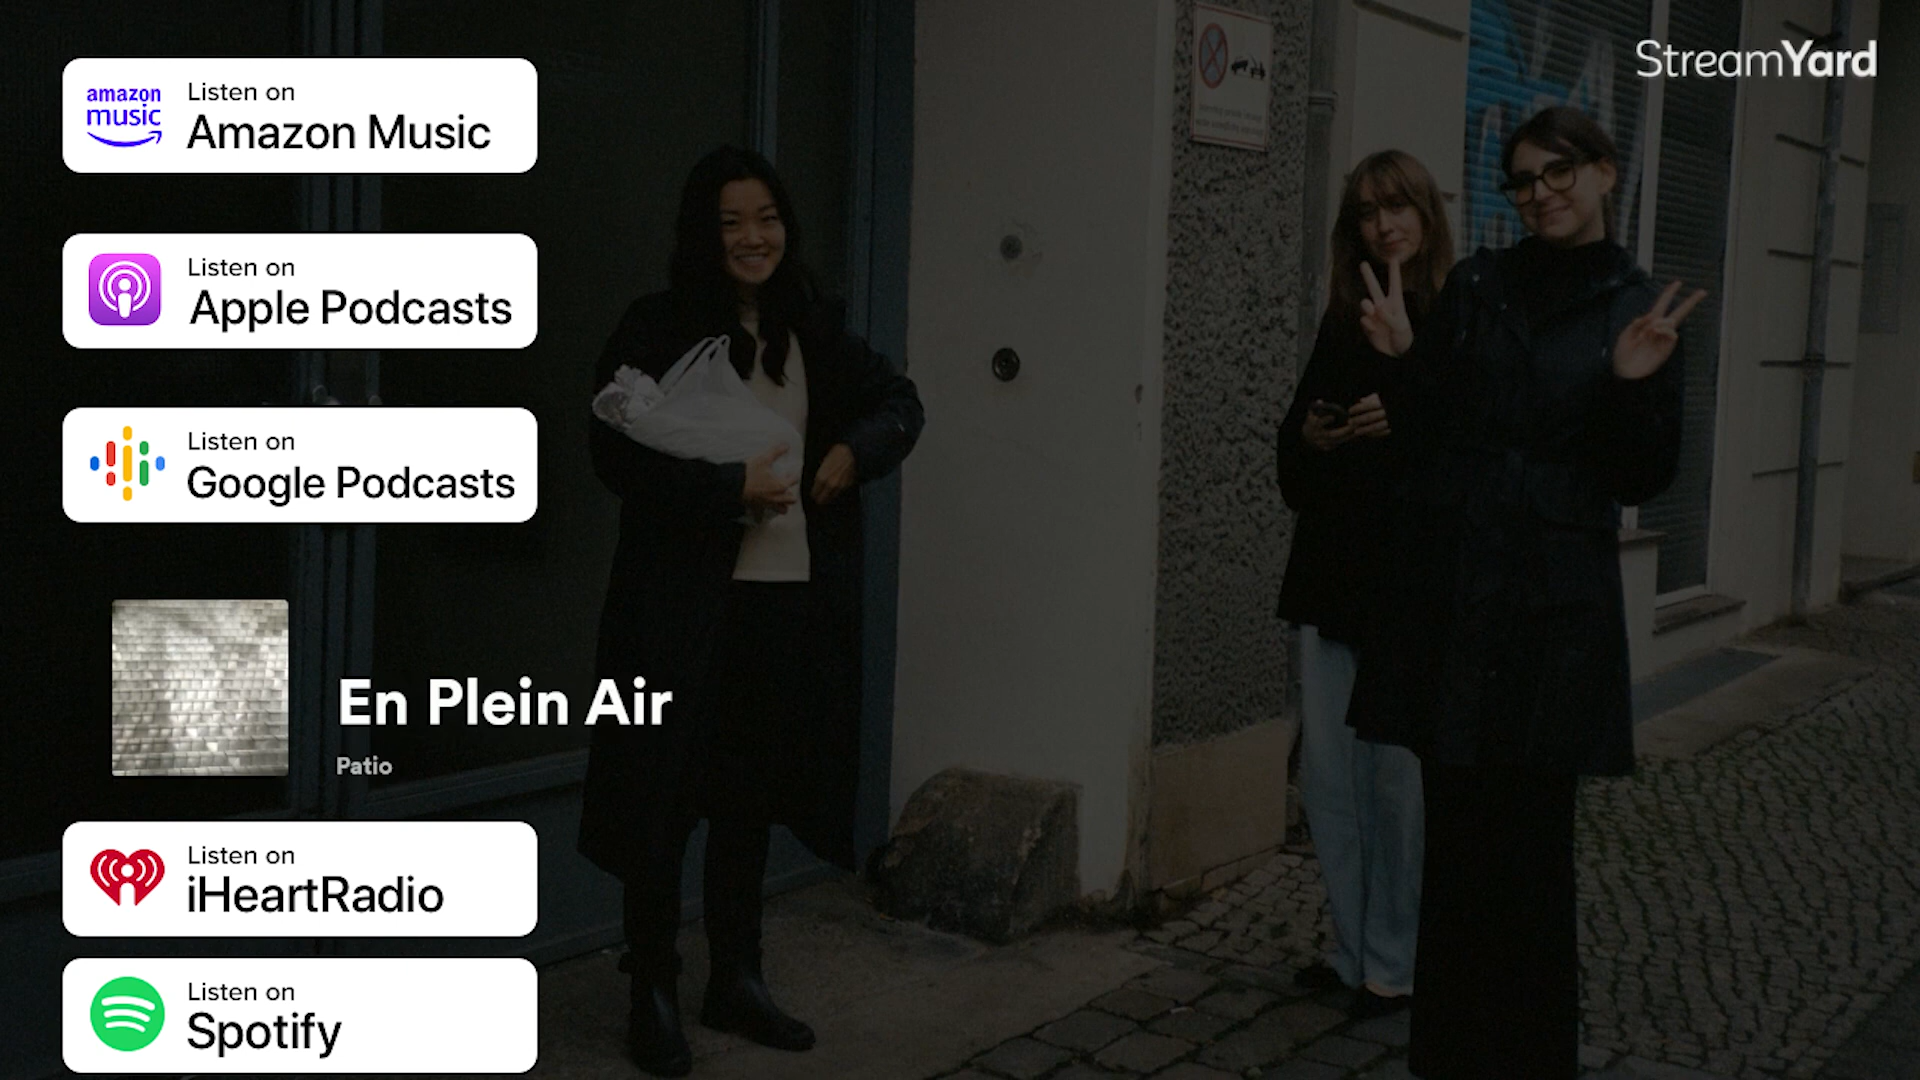 StreamYard
amazon
music
Listen on
Amazon Music
Listen on
Apple Podcasts
Listen on
Google Podcasts
En Plein Air
Patio
Listen on
iHeartRadio
Listen on
Spotify